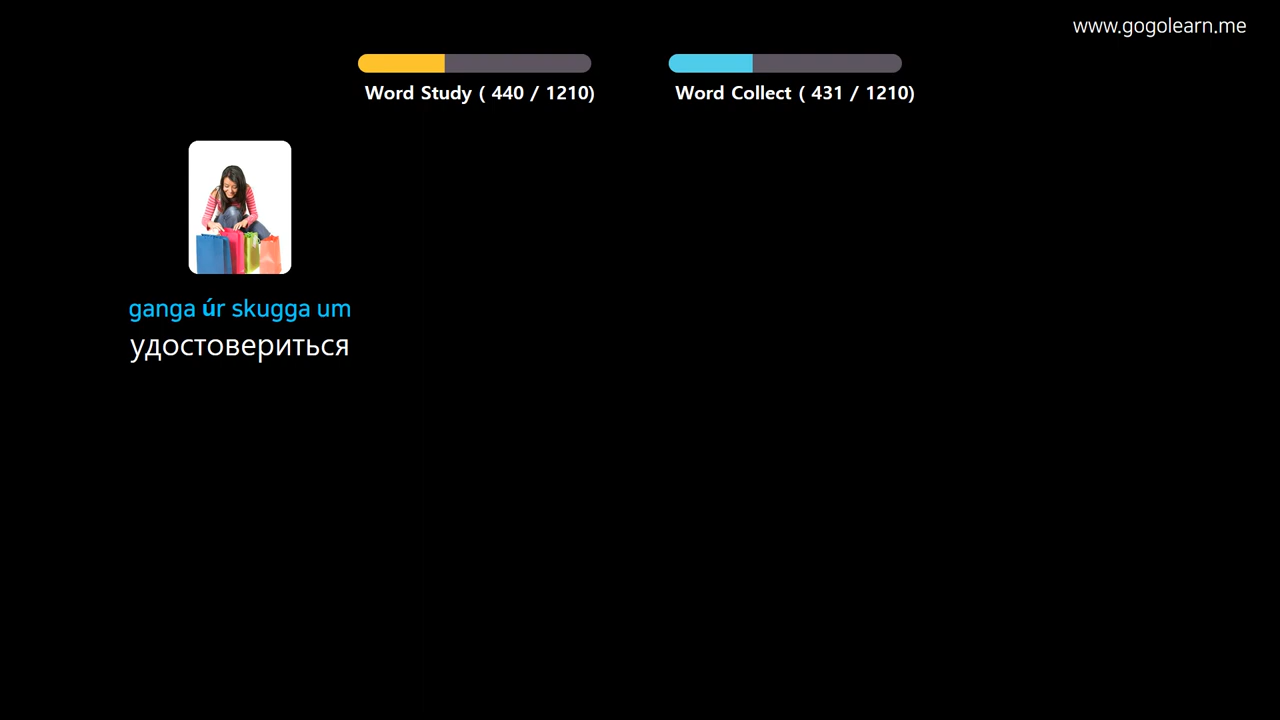 www.gogolearn.me
Word Study ( 440 / 1210)
Word Collect ( 431 / 1210)
ganga úr skugga um
удостовериться